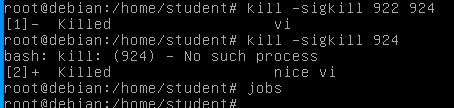 root@debian:/home/student# kill -sigkill 922 924
[1]-  Killed                  vi
root@debian:/home/student# kill -sigkill 924
bash: kill: (924) - No such process
[2]+  Killed                  nice vi
root@debian:/home/student# jobs
root@debian:/home/student#